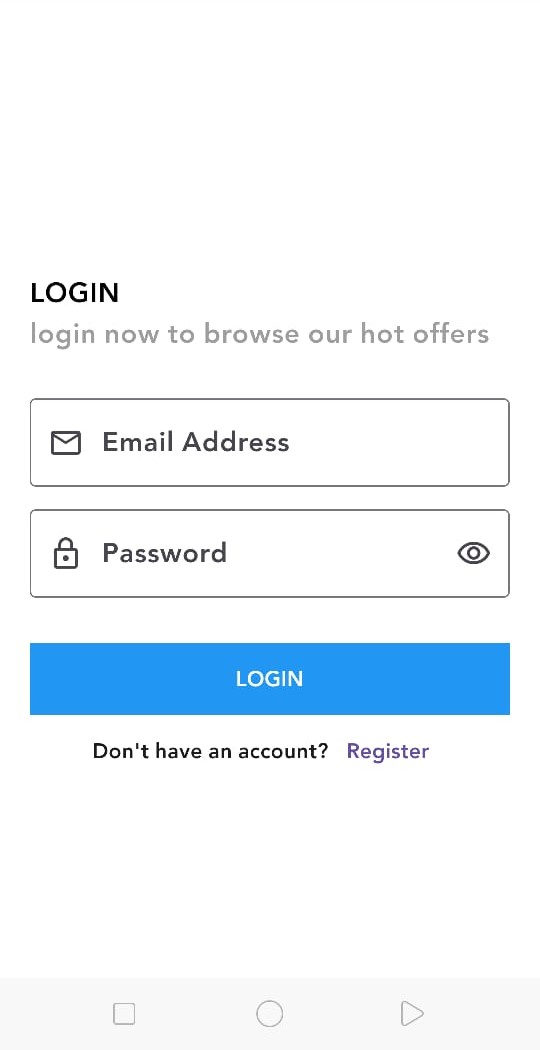 LOGIN
login now to browse our hot offers
Email Address
Password
LOGIN
Don't have an account? Register